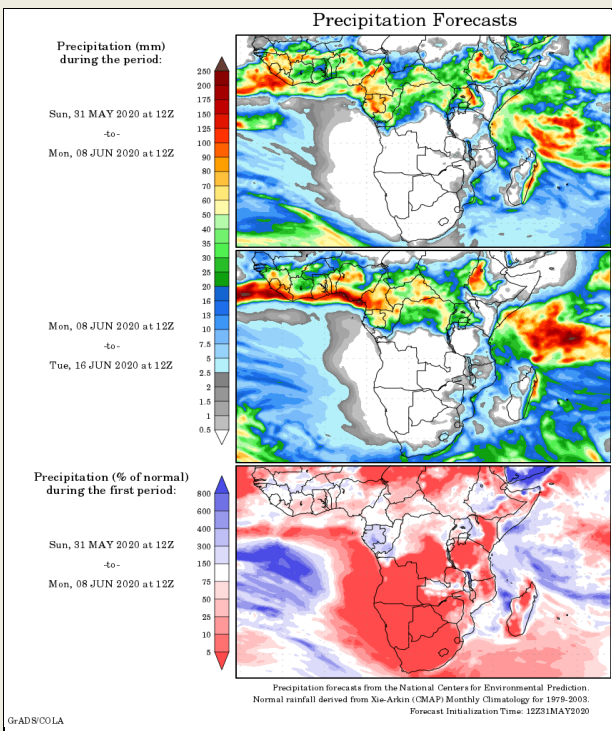 Precipitation Forecasts
Precipitation (mm)
during the period:
Sun, 31 MAY 2020 at 12Z
-to-
Mon, 08 JUN 2020 at 12Z
250
200
175
150
125
100
90
80
70
60
50
40
35
30
25
20
16
13
10
7.5
5
2.5
2
1.5
1
0.5
Mon, 08 JUN 2020 at 12Z
-to-
Tue, 16 JUN 2020 at 12Z
Precipitation (% of normal)
during the first period:
Sun, 31 MAY 2020 at 12Z
-to-
Mon, 08 JUN 2020 at 12Z
800
600
400
300
150
75
50
25
10
5
Precipitation forecasts from the National Centers for Environmental Prediction.
Normal rainfall derived from Xie-Arkin (CMAP) Monthly Climatology for 1979-2003.
Forecast Initialization Time: 12Z31MAY2020
GrADS/COLA